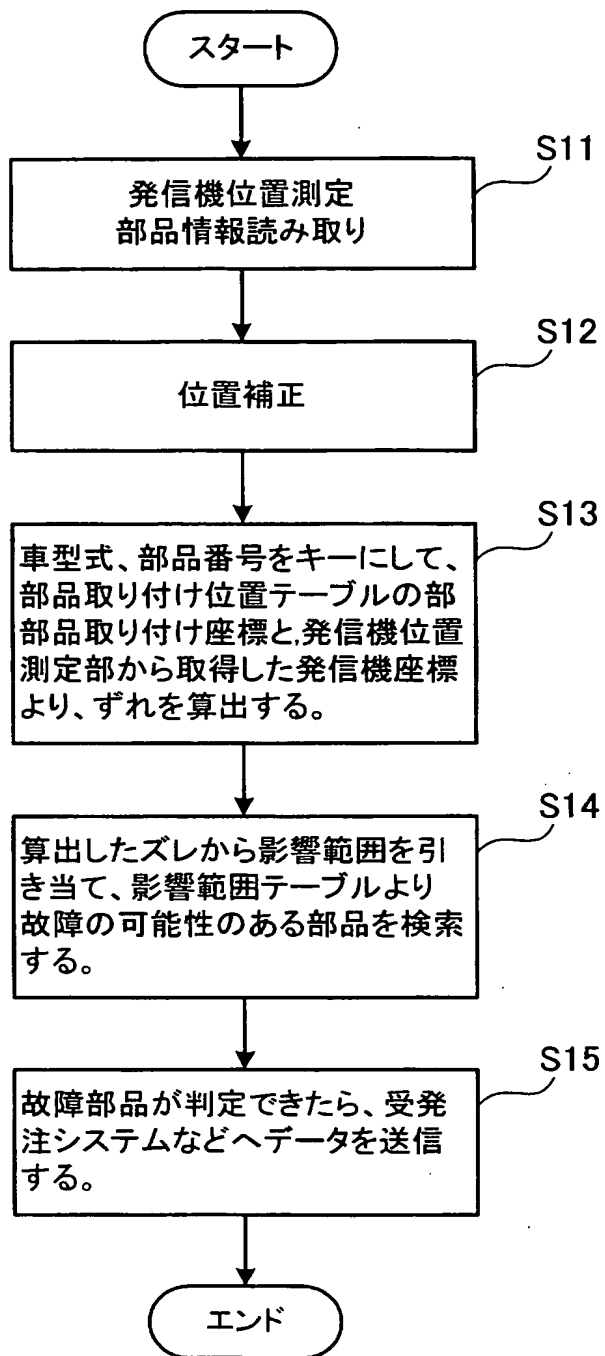 スタート
S11
発信機位置測定
部品情報読み取り
S12
位置補正
S13
車型式、部品番号をキーにして、
部品取り付け位置テーブルの部
部品取り付け座標と,発信機位置
測定部から取得した発信機座標
より、ずれを算出する。
S14
算出したズレから影響範囲を引
き当て、影響範囲テーブルより
故障の可能性のある部品を検索
する。
S15
故障部品が判定できたら、受発
注システムなどへデータを送信
する。
エンド